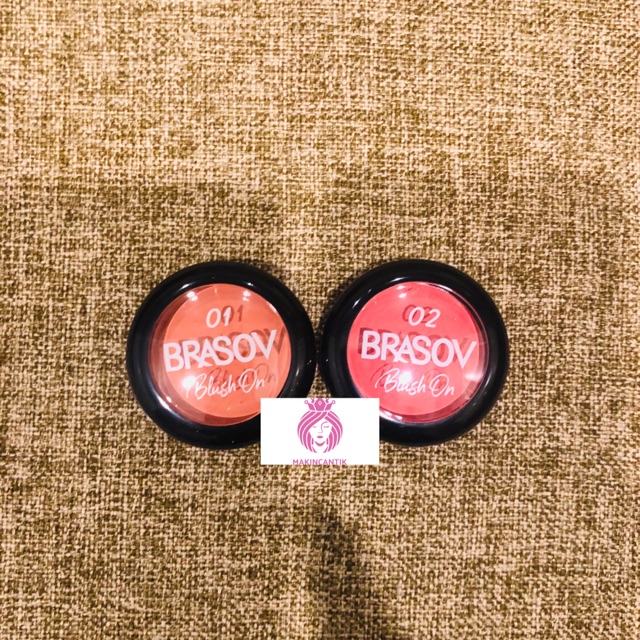 01
BRASOV
Blush On
02
BRASOV
Blush On
MAKINCANTIK